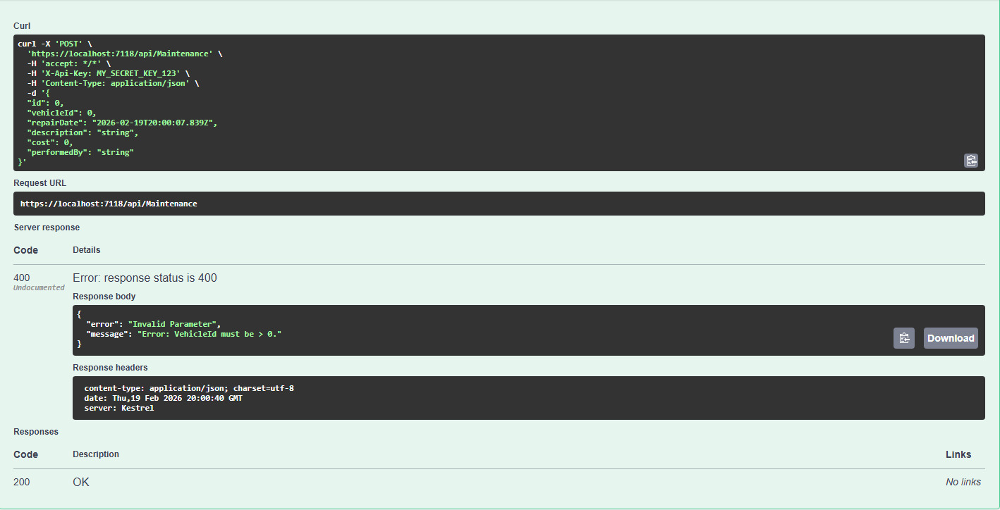 Curl
curl -X 'POST' \
  'https://localhost:7118/api/Maintenance' \
  -H 'accept: */*' \
  -H 'X-Api-Key: MY_SECRET_KEY_123' \
  -H 'Content-Type: application/json' \
  -d '{
  "id": 0,
  "vehicleId": 0,
  "repairDate": "2026-02-19T20:00:07.839Z",
  "description": "string",
  "cost": 0,
  "performedBy": "string"
}'
Request URL
https://localhost:7118/api/Maintenance
Server response
Code Details
400 Error: response status is 400
Undocumented
Response body
{
  "error": "Invalid Parameter",
  "message": "Error: VehicleId must be > 0."
}
Download
Response headers
content-type: application/json; charset=utf-8
date: Thu,19 Feb 2026 20:00:40 GMT
server: Kestrel
Responses
Code Description Links
200 OK No links